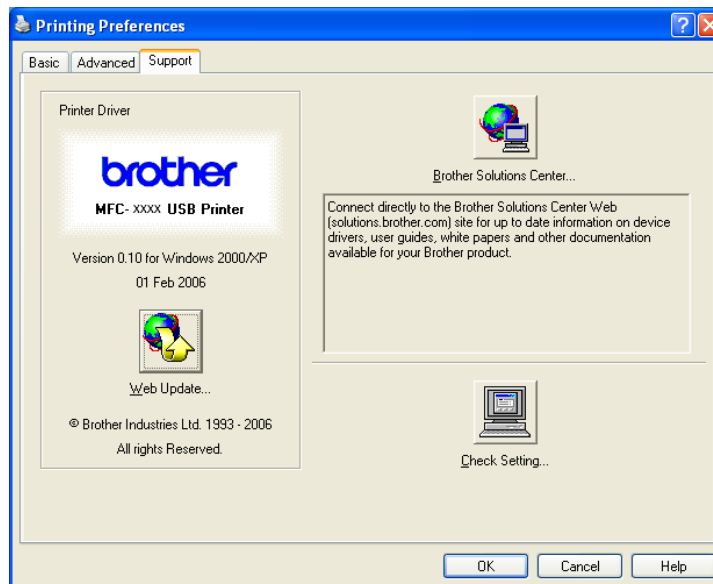 Printing Preferences
Basic
Advanced
Support
Printer Driver
brother
MFC- xxxx USB Printer
Version 0.10 for Windows 2000/XP
01 Feb 2006
Web Update...
© Brother Industries Ltd. 1993 - 2006
All rights Reserved.
Brother Solutions Center...
Connect directly to the Brother Solutions Center Web
(solutions.brother.com) site for up to date information on device
drivers, user guides, white papers and other documentation
available for your Brother product.
Check Setting...
OK
Cancel
Help